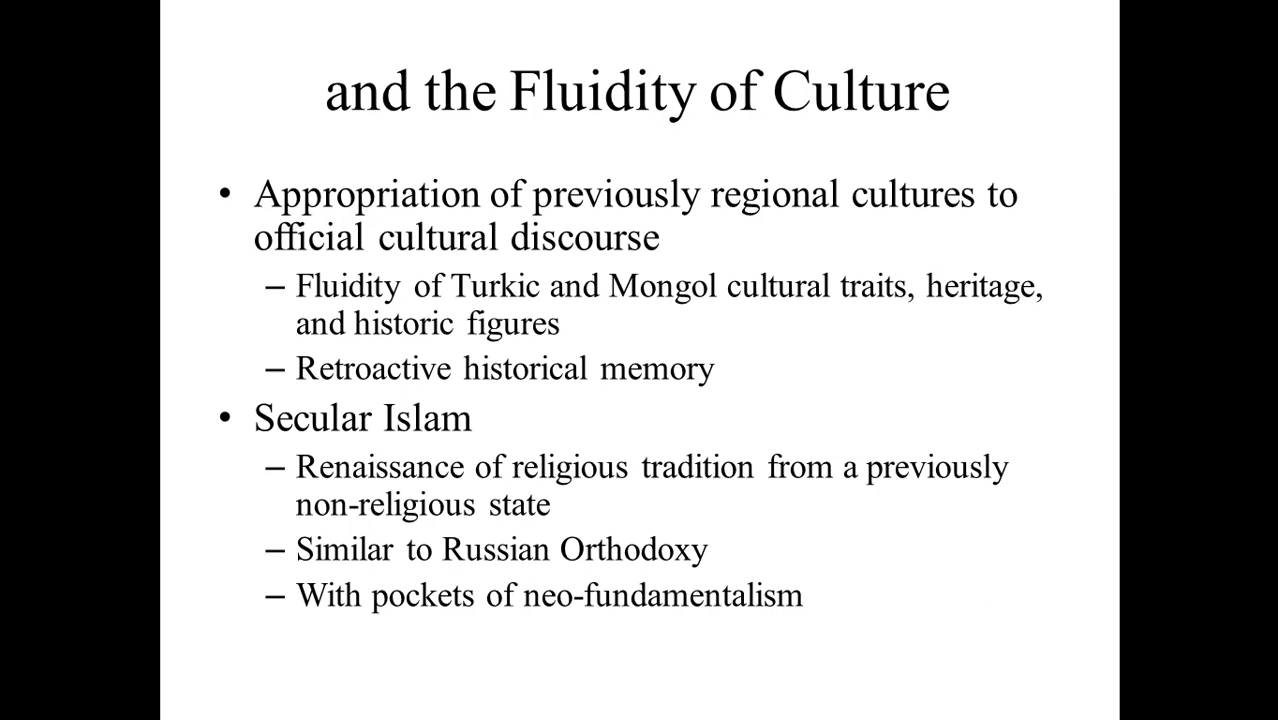 and the Fluidity of Culture
• Appropriation of previously regional cultures to
official cultural discourse
– Fluidity of Turkic and Mongol cultural traits, heritage,
and historic figures
– Retroactive historical memory
• Secular Islam
– Renaissance of religious tradition from a previously
non-religious state
– Similar to Russian Orthodoxy
– With pockets of neo-fundamentalism